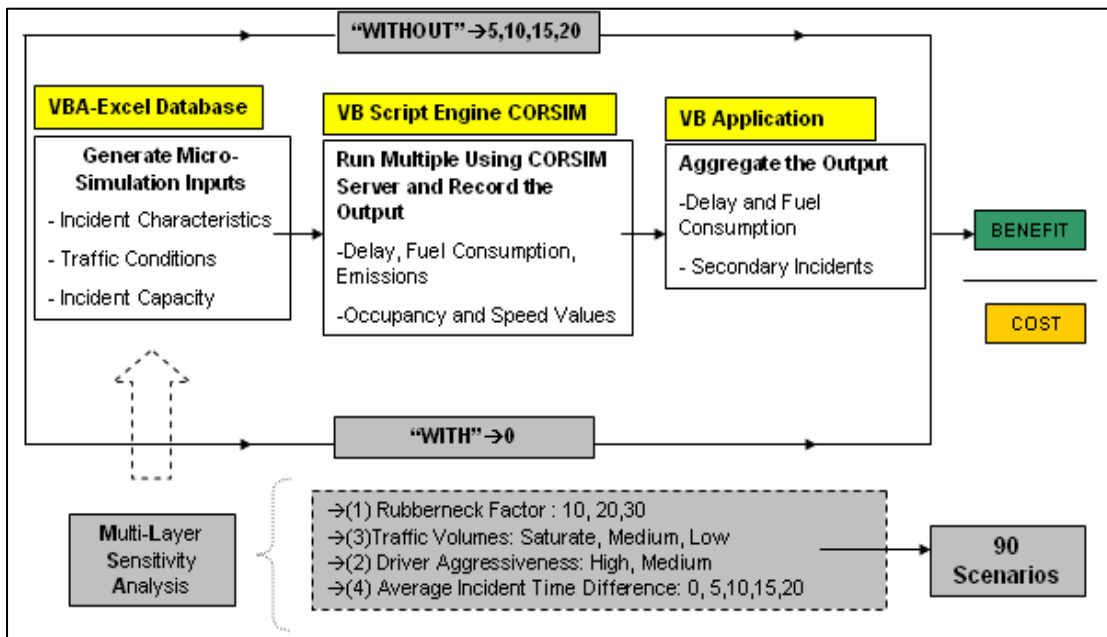 “WITHOUT”→5,10,15,20
VBA-Excel Database
Generate Micro-
Simulation Inputs
- Incident Characteristics
- Traffic Conditions
- Incident Capacity
VB Script Engine CORSIM
Run Multiple Using CORSIM
Server and Record the
Output
-Delay, Fuel Consumption,
Emissions
-Occupancy and Speed Values
VB Application
Aggregate the Output
-Delay and Fuel
Consumption
- Secondary Incidents
BENEFIT
COST
“WITH”→0
Multi-Layer
Sensitivity
Analysis
→(1) Rubberneck Factor : 10, 20,30
→(3)Traffic Volumes: Saturate, Medium, Low
→(2) Driver Aggressiveness: High, Medium
→(4) Average Incident Time Difference: 0, 5,10,15,20
90
Scenarios